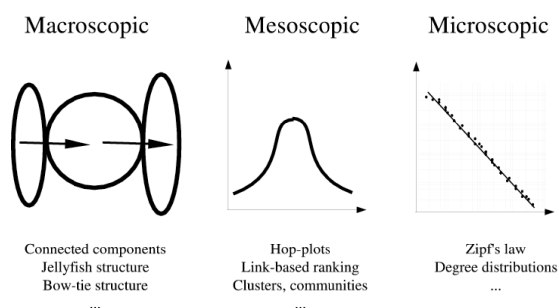 Macroscopic
Mesoscopic
Microscopic
Connected components
Jellyfish structure
Bow-tie structure
...
Hop-plots
Link-based ranking
Clusters, communities
...
Zipf's law
Degree distributions
...